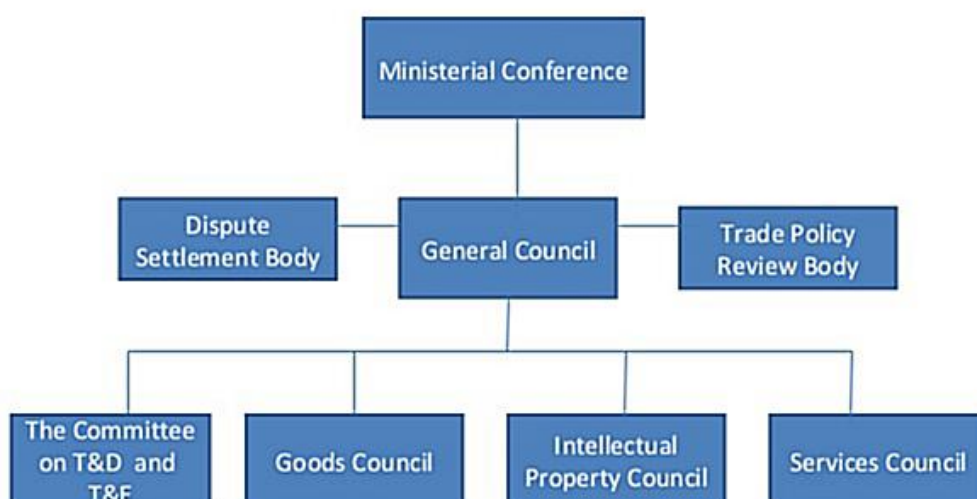 Ministerial Conference
Dispute
Settlement Body
General Council
Trade Policy
Review Body
The Committee
on T&D and
Goods Council
Intellectual
Property Council
Services Council